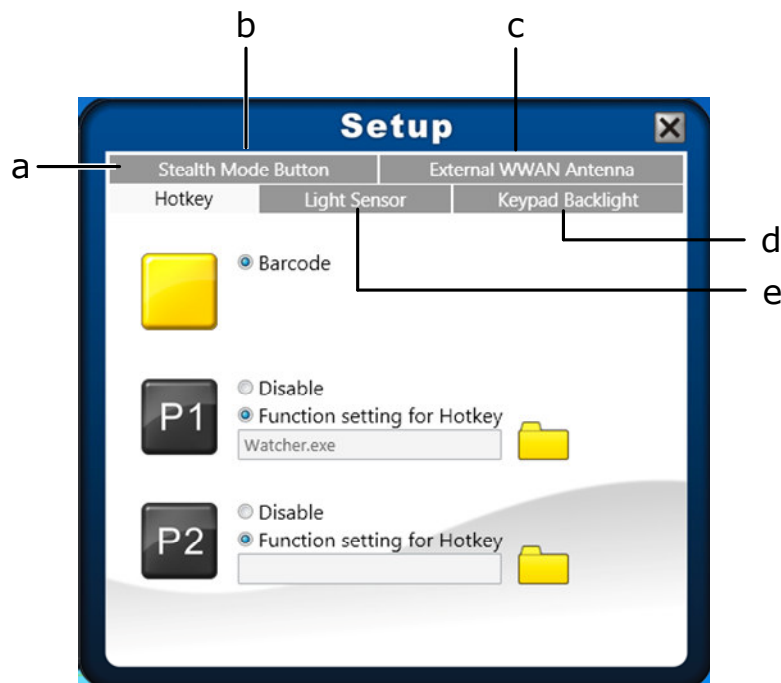 b c
Setup
a
Stealth Mode Button External WWAN Antenna
Hotkey Light Sensor Keypad Backlight
d
Barcode
e
Disable
P1
Function setting for Hotkey
Watcher.exe
Disable
P2
Function setting for Hotkey